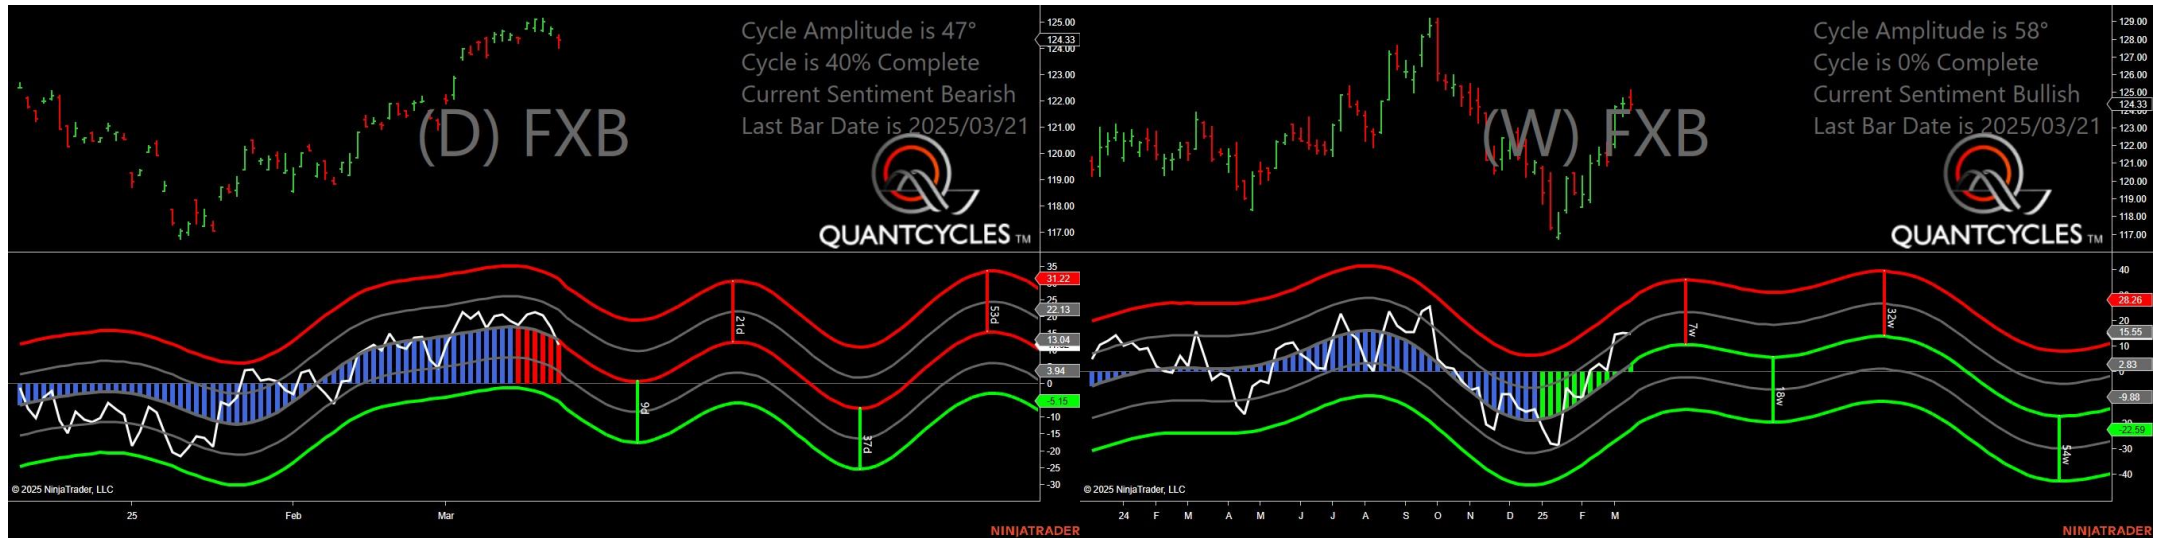 Cycle Amplitude is 47°
Cycle is 40% Complete
Current Sentiment Bearish
Last Bar Date is 2025/03/21
(D) FXB
QUANTCYCLES TM
125.00
124.33
124.00
123.00
122.00
121.00
120.00
119.00
118.00
117.00
35
31.22
25
22.13
20
15
13.04
10
3.94
0
-5.15
-10
-15
-20
-25
-30
9d
21d
37d
53d
© 2025 NinjaTrader, LLC
25 Feb Mar
NINJATRADER
Cycle Amplitude is 58°
Cycle is 0% Complete
Current Sentiment Bullish
Last Bar Date is 2025/03/21
(W) FXB
QUANTCYCLES TM
129.00
128.00
127.00
126.00
125.00
124.33
123.00
122.00
121.00
120.00
119.00
118.00
117.00
40
28.26
20
15.55
10
2.83
-9.88
-22.59
-30
-40
7w
18w
32w
54w
© 2025 NinjaTrader, LLC
24 F M A M J J A S O N D 25 F M
NINJATRADER